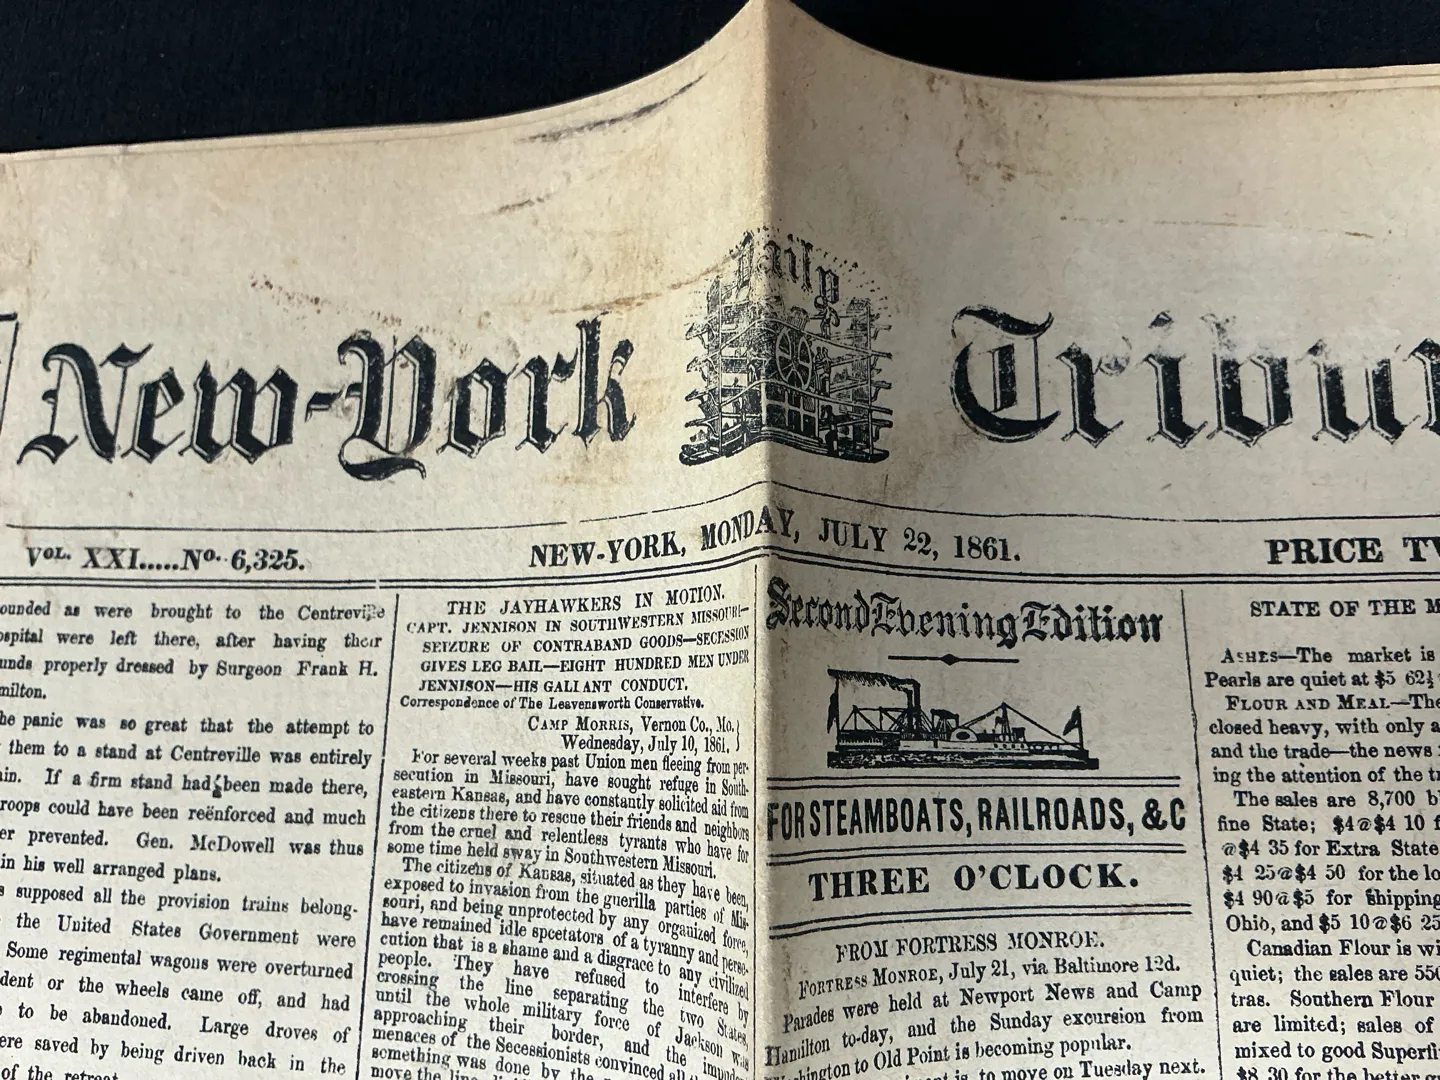 Daily
New-York Tribun
VOL. XXI.....No. 6,325.
NEW-YORK, MONDAY, JULY 22, 1861.
PRICE TW
ounded as were brought to the Centreville
ospital were left there, after having their
unds properly dressed by Surgeon Frank H.
milton.
he panic was so great that the attempt to
them to a stand at Centreville was entirely
ain. If a firm stand had been made there,
roops could have been reënforced and much
er prevented. Gen. McDowell was thus
in his well arranged plans.
s supposed all the provision trains belong-
the United States Government were
Some regimental wagons were overturned
dent or the wheels came off, and had
to be abandoned. Large droves of
ere saved by being driven back in the
of the retreat.
THE JAYHAWKERS IN MOTION.
CAPT. JENNISON IN SOUTHWESTERN MISSOURI—
SEIZURE OF CONTRABAND GOODS—SECESSION
GIVES LEG BAIL—EIGHT HUNDRED MEN UNDER
JENNISON—HIS GALLANT CONDUCT.
Correspondence of The Leavensworth Conservative.
CAMP MORRIS, Vernon Co., Mo.,
Wednesday, July 10, 1861.
For several weeks past Union men fleeing from per-
secution in Missouri, have sought refuge in South-
eastern Kansas, and have constantly solicited aid from
the citizens there to rescue their friends and neighbors
from the cruel and relentless tyrants who have for
some time held sway in Southwestern Missouri.
The citizens of Kansas, situated as they have been,
exposed to invasion from the guerilla parties of Mis-
souri, and being unprotected by any organized force,
have remained idle spcetators of a tyranny and perse-
cution that is a shame and a disgrace to any civilized
people. They have refused to interfere by
crossing the line separating the two States,
until the whole military force of Jackson was
approaching their border, and the impudent
menaces of the Secessionists convinced all
something was done by the
move the
Second Evening Edition
FOR STEAMBOATS, RAILROADS, &C
THREE O'CLOCK.
FROM FORTRESS MONROE.
FORTRESS MONROE, July 21, via Baltimore 12d.
Parades were held at Newport News and Camp
Hamilton to-day, and the Sunday excursion from
Washington to Old Point is becoming popular.
is to move on Tuesday next.
STATE OF THE M
ASHES—The market is
Pearls are quiet at $5 62½
FLOUR AND MEAL—The
closed heavy, with only a
and the trade—the news
ing the attention of the tr
The sales are 8,700 b
fine State; $4@$4 10 f
@$4 35 for Extra State
$4 25@$4 50 for the lo
$4 90@$5 for Shipping
Ohio, and $5 10@$6 25
Canadian Flour is wi
quiet; the sales are 550
tras. Southern Flour
are limited; sales of
mixed to good Superfi
$8 30 for the better